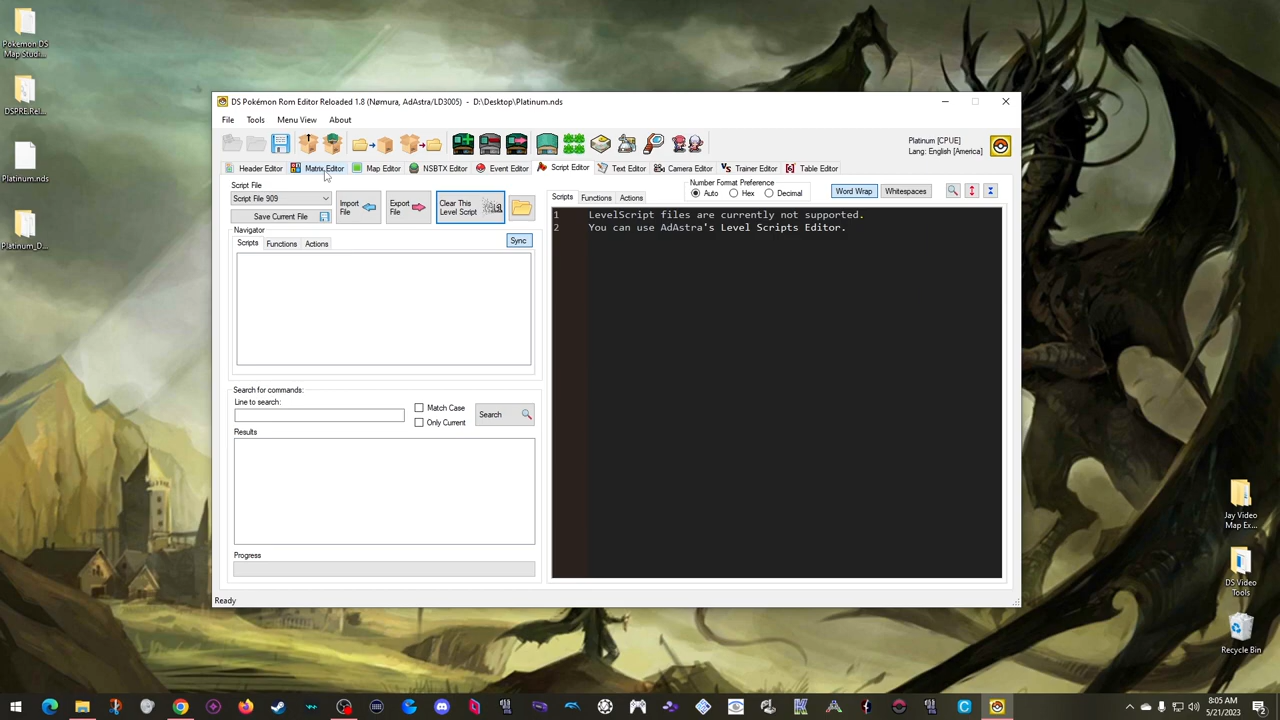 Pokemon DS
Map Studi...
DSPRE.Rel...
Platinum.nds
Platinum_D...
DS Pokémon Rom Editor Reloaded 1.8 (Nømura, AdAstra/LD3005) - D:\Desktop\Platinum.nds
File Tools Menu View About
Platinum [CPUE]
Lang: English [America]
Header Editor Matrix Editor Map Editor NSBTX Editor Event Editor Script Editor Text Editor Camera Editor Trainer Editor Table Editor
Script File
Script File 909
Save Current File
Import
File
Export
File
Clear This
Level Script
Navigator
Scripts Functions Actions
Sync
Search for commands:
Line to search:
Match Case
Only Current
Search
Results
Progress
Ready
Scripts Functions Actions
Number Format Preference
Auto Hex Decimal
Word Wrap
Whitespaces
1 LevelScript files are currently not supported.
2 You can use AdAstra's Level Scripts Editor.
Jay Video
Map Ex...
DS Video
Tools
Recycle Bin
8:05 AM
5/21/2023